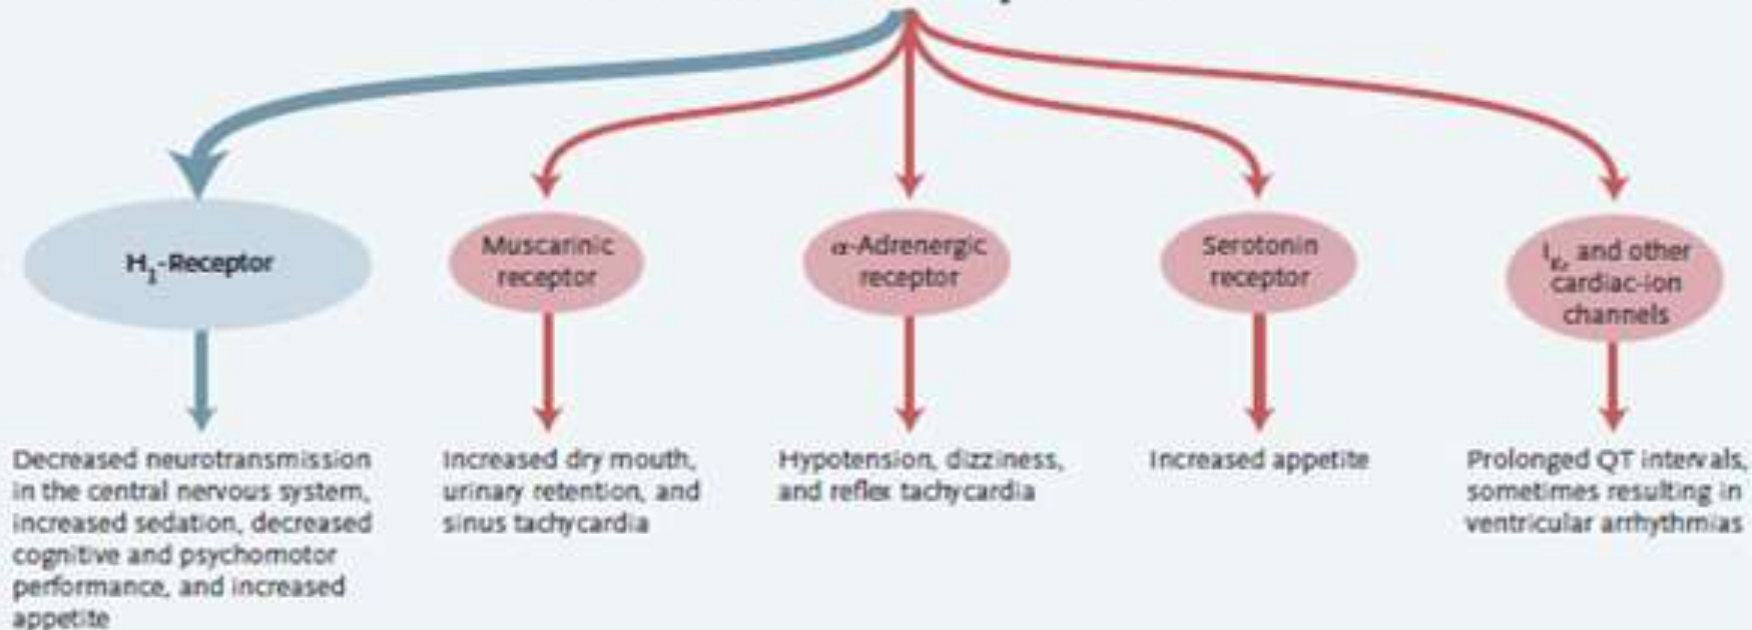 H₁-Receptor
Muscarinic
receptor
α-Adrenergic
receptor
Serotonin
receptor
I_Kr and other
cardiac-ion
channels
Decreased neurotransmission
in the central nervous system,
increased sedation, decreased
cognitive and psychomotor
performance, and increased
appetite
Increased dry mouth,
urinary retention, and
sinus tachycardia
Hypotension, dizziness,
and reflex tachycardia
Increased appetite
Prolonged QT intervals,
sometimes resulting in
ventricular arrhythmias